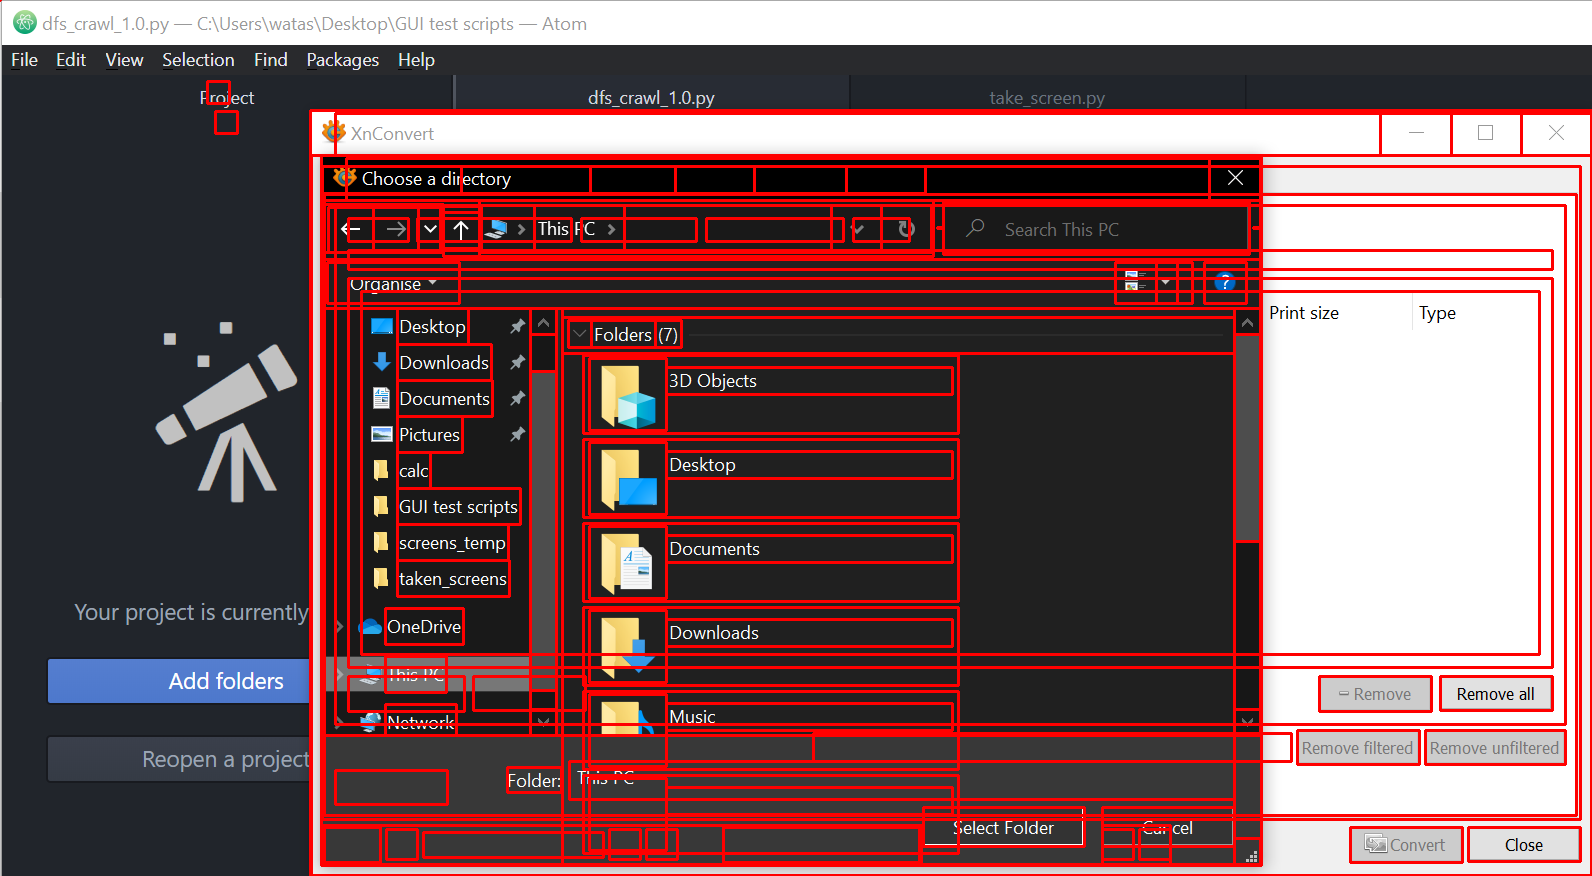 dfs_crawl_1.0.py — C:\Users\watas\Desktop\GUI test scripts — Atom
File Edit View Selection Find Packages Help
Project dfs_crawl_1.0.py take_screen.py
XnConvert
Choose a directory
This PC Search This PC
Organise
Print size Type
Desktop
Downloads
Documents
Pictures
calc
GUI test scripts
screens_temp
taken_screens
OneDrive
This PC
Network
Folders (7)
3D Objects
Desktop
Documents
Downloads
Music
Your project is currently
Add folders
Reopen a project
Remove Remove all
Remove filtered Remove unfiltered
Folder: This PC
Select Folder Cancel
Convert Close